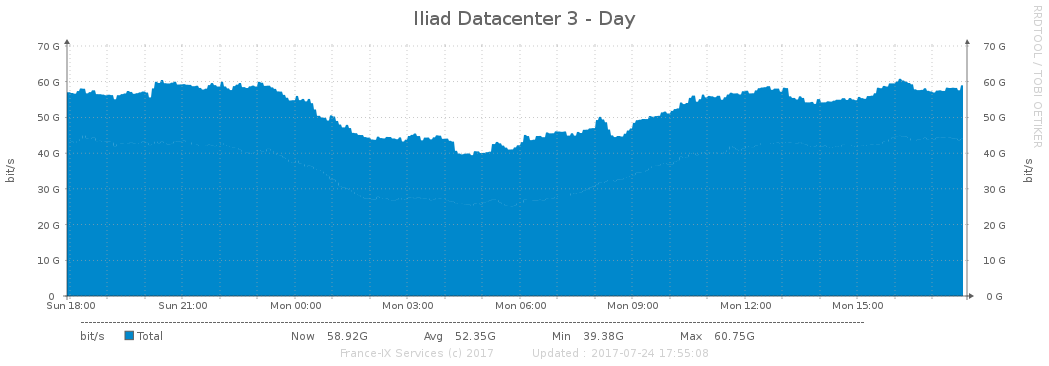 Iliad Datacenter 3 - Day
RRDTOOL / TOBI OETIKER
70 G 70 G
60 G 60 G
50 G 50 G
40 G 40 G
30 G 30 G
20 G 20 G
10 G 10 G
0 0 G
bit/s bit/s
Sun 18:00 Sun 21:00 Mon 00:00 Mon 03:00 Mon 06:00 Mon 09:00 Mon 12:00 Mon 15:00
bit/s Total Now 58.92G Avg 52.35G Min 39.38G Max 60.75G
France-IX Services (c) 2017 Updated : 2017-07-24 17:55:08